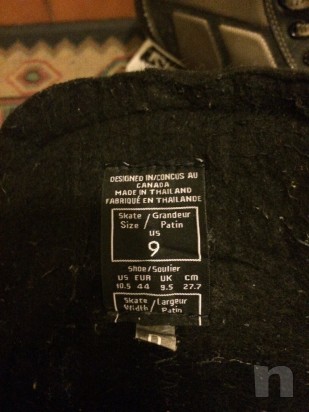 DESIGNED IN/CONCUS AU
CANADA
MADE IN THAILAND
FABRIQUÉ EN THAILANDE
Skate / Grandeur
Size / Patin
US
9
Shoe/Soulier
US EUR UK CM
10.5 44 9.5 27.7
Skate / Largeur
Width / Patin
n